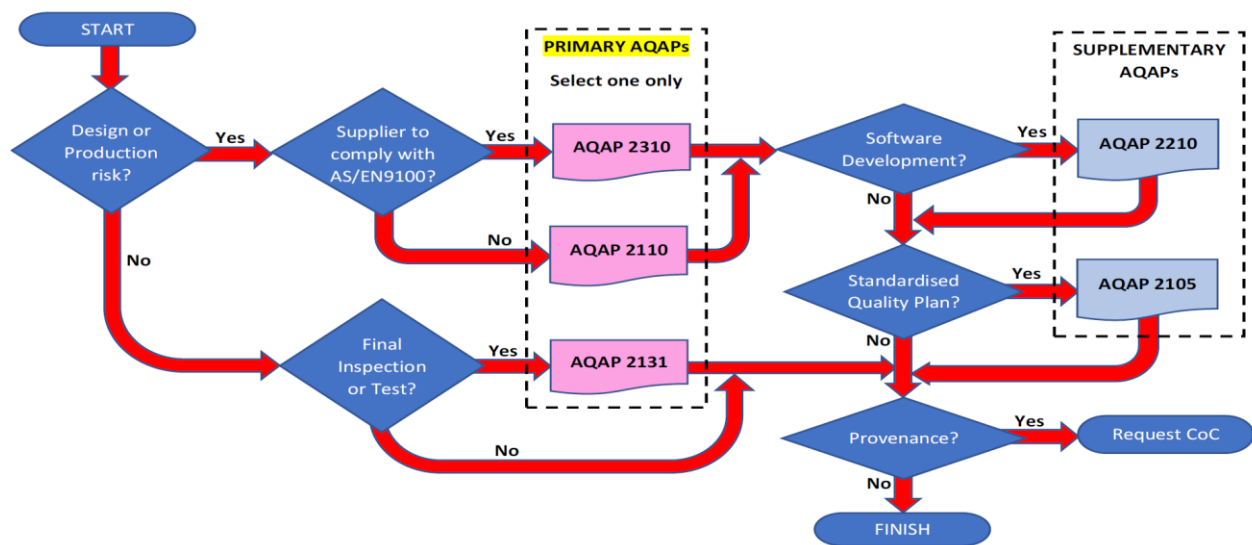 START
PRIMARY AQAPs
Select one only
SUPPLEMENTARY
AQAPs
Design or
Production
risk?
Yes
Supplier to
comply with
AS/EN9100?
Yes
AQAP 2310
Software
Development?
Yes
AQAP 2210
No
No
AQAP 2110
No
Standardised
Quality Plan?
Yes
AQAP 2105
Final
Inspection
or Test?
Yes
AQAP 2131
No
No
Provenance?
Yes
Request CoC
No
FINISH